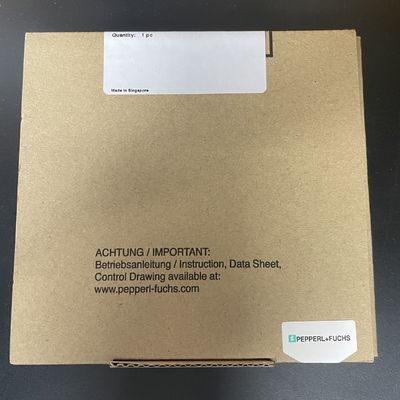 Quantity: 1 pc
Made in Singapore
ACHTUNG / IMPORTANT:
Betriebsanleitung / Instruction, Data Sheet,
Control Drawing available at:
www.pepperl-fuchs.com
PEPPERL+FUCHS